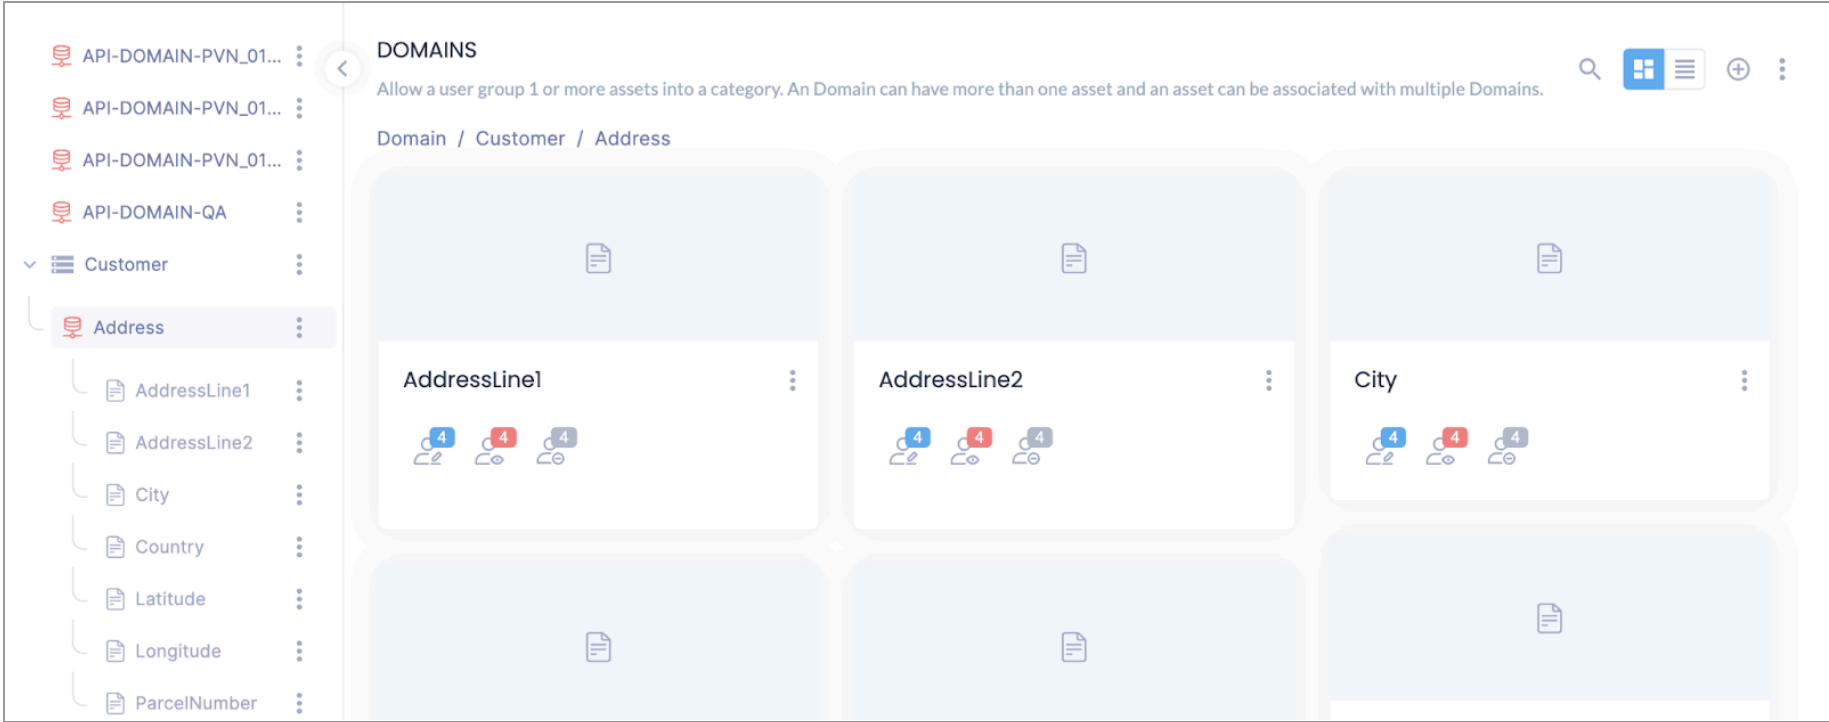 API-DOMAIN-PVN_01...
API-DOMAIN-PVN_01...
API-DOMAIN-PVN_01...
API-DOMAIN-QA
Customer
Address
AddressLine1
AddressLine2
City
Country
Latitude
Longitude
ParcelNumber
DOMAINS
Allow a user group 1 or more assets into a category. An Domain can have more than one asset and an asset can be associated with multiple Domains.
Domain / Customer / Address
AddressLine1
4 4 4
AddressLine2
4 4 4
City
4 4 4